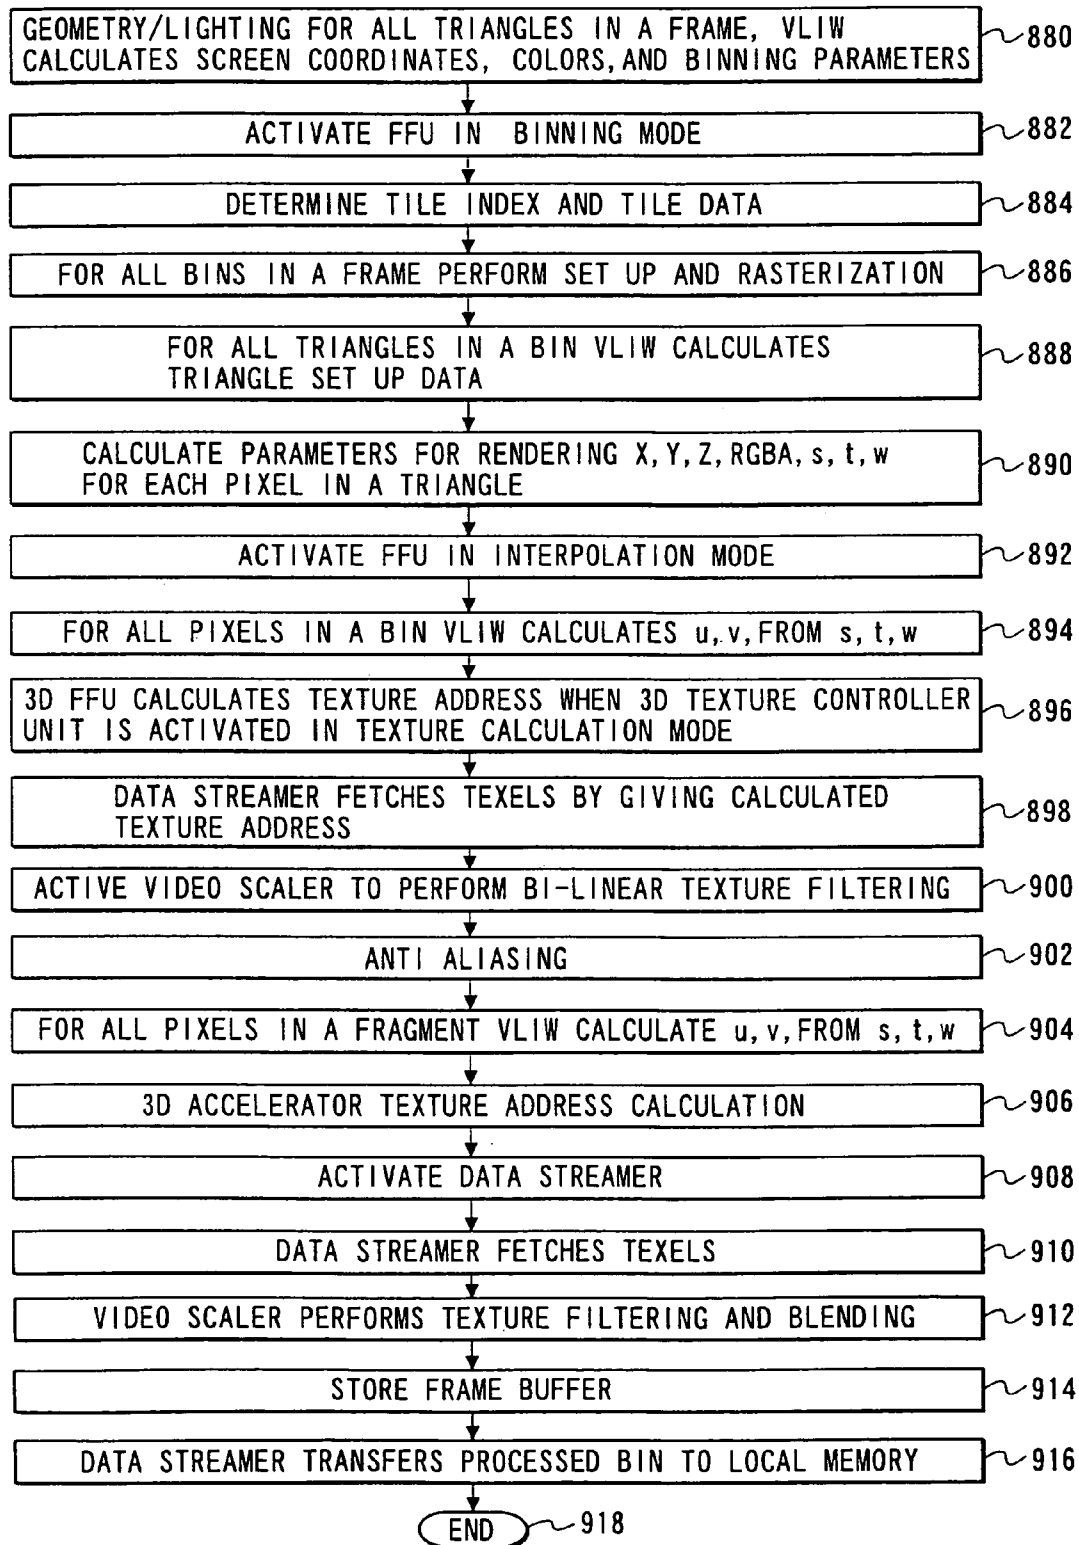 GEOMETRY/LIGHTING FOR ALL TRIANGLES IN A FRAME, VLIW
CALCULATES SCREEN COORDINATES, COLORS, AND BINNING PARAMETERS
880
ACTIVATE FFU IN BINNING MODE
882
DETERMINE TILE INDEX AND TILE DATA
884
FOR ALL BINS IN A FRAME PERFORM SET UP AND RASTERIZATION
886
FOR ALL TRIANGLES IN A BIN VLIW CALCULATES
TRIANGLE SET UP DATA
888
CALCULATE PARAMETERS FOR RENDERING X, Y, Z, RGBA, s, t, w
FOR EACH PIXEL IN A TRIANGLE
890
ACTIVATE FFU IN INTERPOLATION MODE
892
FOR ALL PIXELS IN A BIN VLIW CALCULATES u, v, FROM s, t, w
894
3D FFU CALCULATES TEXTURE ADDRESS WHEN 3D TEXTURE CONTROLLER
UNIT IS ACTIVATED IN TEXTURE CALCULATION MODE
896
DATA STREAMER FETCHES TEXELS BY GIVING CALCULATED
TEXTURE ADDRESS
898
ACTIVE VIDEO SCALER TO PERFORM BI-LINEAR TEXTURE FILTERING
900
ANTI ALIASING
902
FOR ALL PIXELS IN A FRAGMENT VLIW CALCULATE u, v, FROM s, t, w
904
3D ACCELERATOR TEXTURE ADDRESS CALCULATION
906
ACTIVATE DATA STREAMER
908
DATA STREAMER FETCHES TEXELS
910
VIDEO SCALER PERFORMS TEXTURE FILTERING AND BLENDING
912
STORE FRAME BUFFER
914
DATA STREAMER TRANSFERS PROCESSED BIN TO LOCAL MEMORY
916
END
918